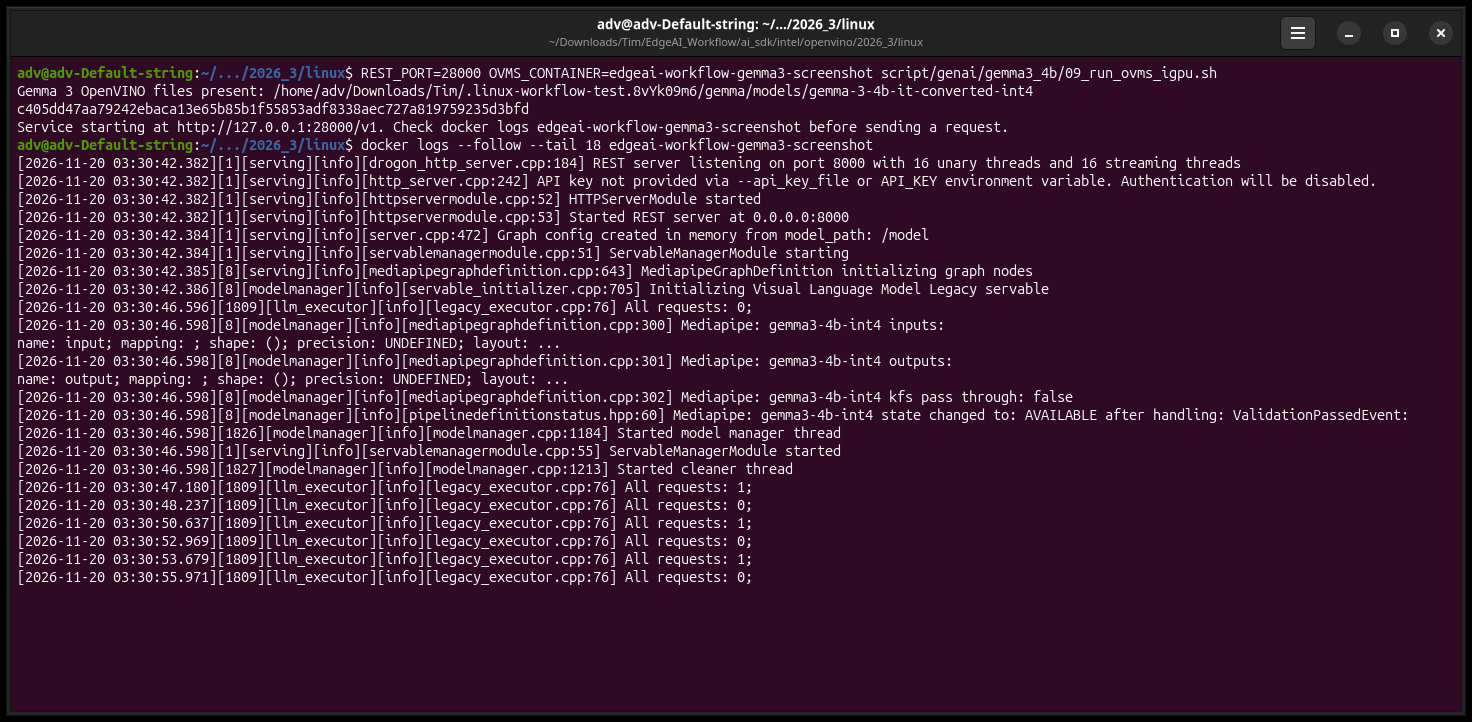 adv@adv-Default-string: ~/.../2026_3/linux
~/Downloads/Tim/EdgeAI_Workflow/ai_sdk/intel/openvino/2026_3/linux
adv@adv-Default-string:~/.../2026_3/linux$ REST_PORT=28000 OVMS_CONTAINER=edgeai-workflow-gemma3-screenshot script/genai/gemma3_4b/09_run_ovms_igpu.sh
Gemma 3 OpenVINO files present: /home/adv/Downloads/Tim/.linux-workflow-test.8vYk09m6/gemma/models/gemma-3-4b-it-converted-int4
c405dd47aa79242ebaca13e65b85b1f55853adf8338aec727a819759235d3bfd
Service starting at http://127.0.0.1:28000/v1. Check docker logs edgeai-workflow-gemma3-screenshot before sending a request.
adv@adv-Default-string:~/.../2026_3/linux$ docker logs --follow --tail 18 edgeai-workflow-gemma3-screenshot
[2026-11-20 03:30:42.382][1][serving][info][drogon_http_server.cpp:184] REST server listening on port 8000 with 16 unary threads and 16 streaming threads
[2026-11-20 03:30:42.382][1][serving][info][http_server.cpp:242] API key not provided via --api_key_file or API_KEY environment variable. Authentication will be disabled.
[2026-11-20 03:30:42.382][1][serving][info][httpservermodule.cpp:52] HTTPServerModule started
[2026-11-20 03:30:42.382][1][serving][info][httpservermodule.cpp:53] Started REST server at 0.0.0.0:8000
[2026-11-20 03:30:42.384][1][serving][info][server.cpp:472] Graph config created in memory from model_path: /model
[2026-11-20 03:30:42.384][1][serving][info][servablemanagermodule.cpp:51] ServableManagerModule starting
[2026-11-20 03:30:42.385][8][serving][info][mediapipegraphdefinition.cpp:643] MediapipeGraphDefinition initializing graph nodes
[2026-11-20 03:30:42.386][8][modelmanager][info][servable_initializer.cpp:705] Initializing Visual Language Model Legacy servable
[2026-11-20 03:30:46.596][1809][llm_executor][info][legacy_executor.cpp:76] All requests: 0;
[2026-11-20 03:30:46.598][8][modelmanager][info][mediapipegraphdefinition.cpp:300] Mediapipe: gemma3-4b-int4 inputs:
name: input; mapping: ; shape: (); precision: UNDEFINED; layout: ...
[2026-11-20 03:30:46.598][8][modelmanager][info][mediapipegraphdefinition.cpp:301] Mediapipe: gemma3-4b-int4 outputs:
name: output; mapping: ; shape: (); precision: UNDEFINED; layout: ...
[2026-11-20 03:30:46.598][8][modelmanager][info][mediapipegraphdefinition.cpp:302] Mediapipe: gemma3-4b-int4 kfs pass through: false
[2026-11-20 03:30:46.598][8][modelmanager][info][pipelinedefinitionstatus.hpp:60] Mediapipe: gemma3-4b-int4 state changed to: AVAILABLE after handling: ValidationPassedEvent:
[2026-11-20 03:30:46.598][1826][modelmanager][info][modelmanager.cpp:1184] Started model manager thread
[2026-11-20 03:30:46.598][1][serving][info][servablemanagermodule.cpp:55] ServableManagerModule started
[2026-11-20 03:30:46.598][1827][modelmanager][info][modelmanager.cpp:1213] Started cleaner thread
[2026-11-20 03:30:47.180][1809][llm_executor][info][legacy_executor.cpp:76] All requests: 1;
[2026-11-20 03:30:48.237][1809][llm_executor][info][legacy_executor.cpp:76] All requests: 0;
[2026-11-20 03:30:50.637][1809][llm_executor][info][legacy_executor.cpp:76] All requests: 1;
[2026-11-20 03:30:52.969][1809][llm_executor][info][legacy_executor.cpp:76] All requests: 0;
[2026-11-20 03:30:53.679][1809][llm_executor][info][legacy_executor.cpp:76] All requests: 1;
[2026-11-20 03:30:55.971][1809][llm_executor][info][legacy_executor.cpp:76] All requests: 0;